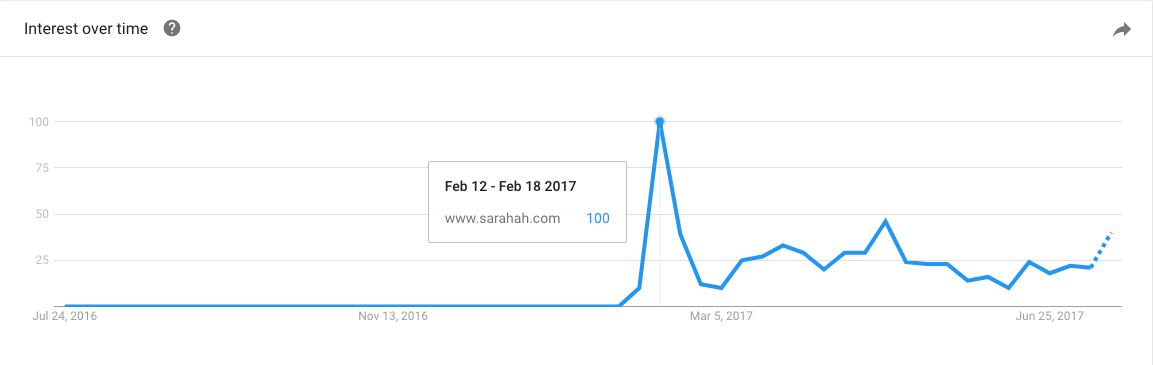 Interest over time ?
100
75
Feb 12 - Feb 18 2017
50
www.sarahah.com 100
25
Jul 24, 2016 Nov 13, 2016 Mar 5, 2017 Jun 25, 2017